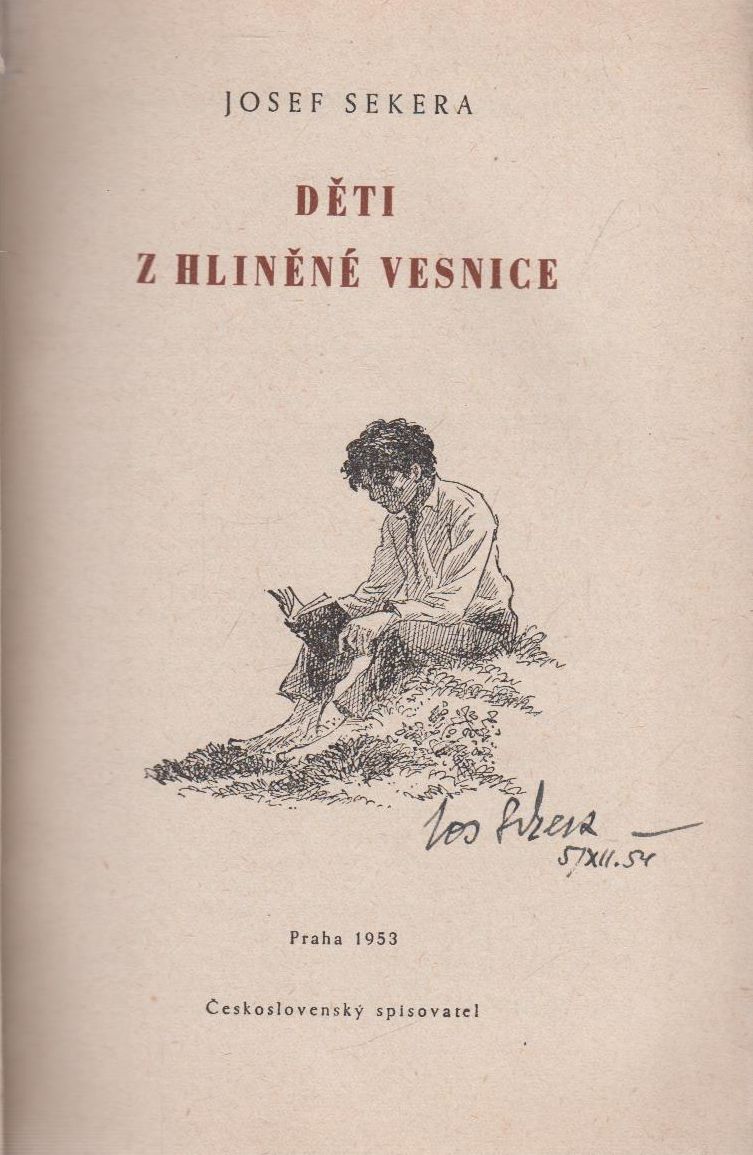 JOSEF SEKERA
DĚTI
Z HLINĚNÉ VESNICE
Jos Sekera
5/XII.54
Praha 1953
Československý spisovatel